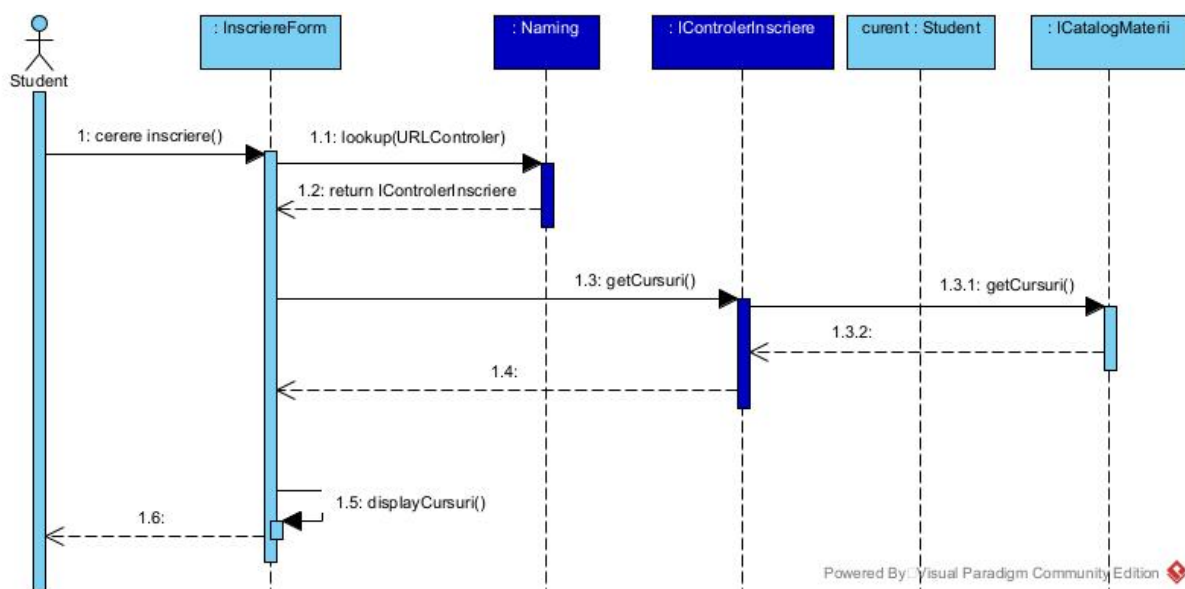 : InscriereForm
: Naming
: IControlerInscriere
curent : Student
: ICatalogMaterii
Student
1: cerere inscriere()
1.1: lookup(URLControler)
1.2: return IControlerInscriere
1.3: getCursuri()
1.3.1: getCursuri()
1.3.2:
1.4:
1.5: displayCursuri()
1.6:
Powered By Visual Paradigm Community Edition